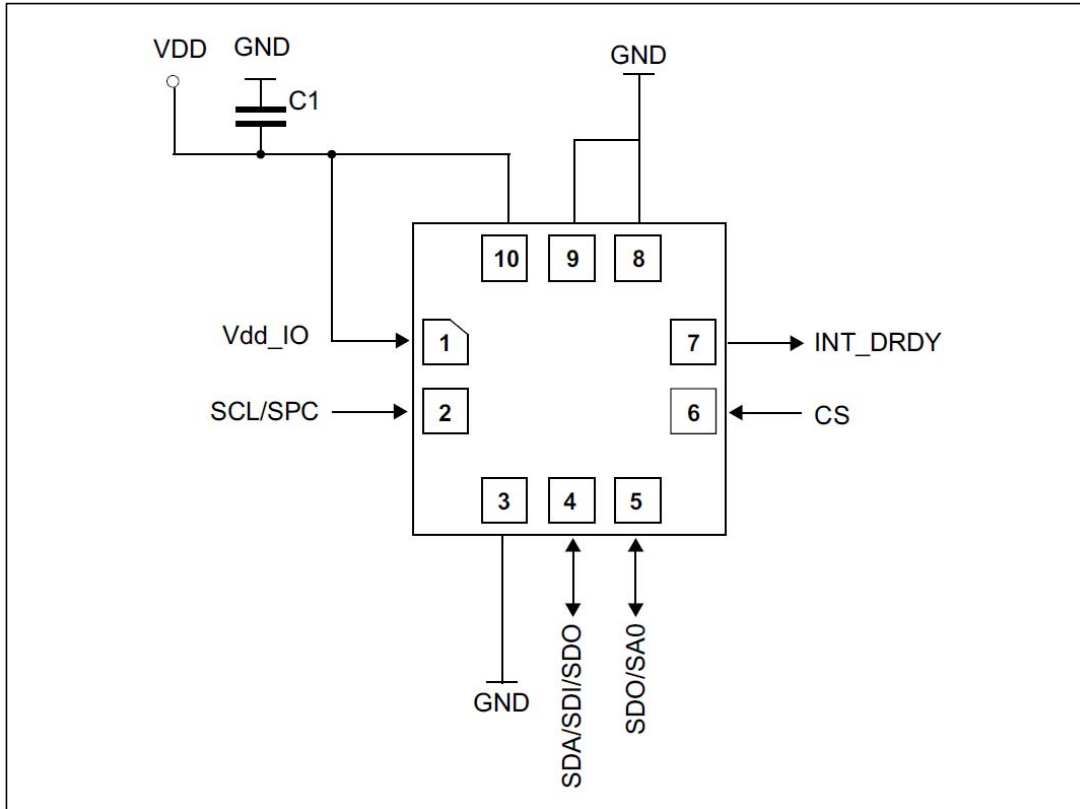 VDD
GND
C1
GND
10
9
8
Vdd_IO
1
7
INT_DRDY
SCL/SPC
2
6
CS
3
4
5
GND
SDA/SDI/SDO
SDO/SA0